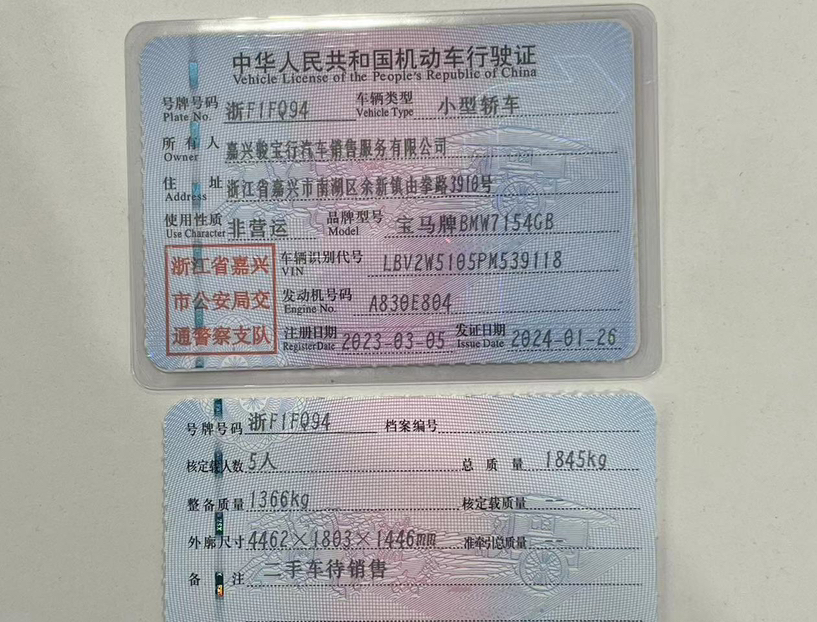 中华人民共和国机动车行驶证
Vehicle License of the People's Republic of China
号牌号码 浙F1FQ94 车辆类型 小型轿车
Plate No. Vehicle Type
所有人 嘉兴骏宝行汽车销售服务有限公司
Owner
住址 浙江省嘉兴市南湖区余新镇由拳路3910号
Address
使用性质 非营运 品牌型号 宝马牌BMW7154GB
Use Character Model
浙江省嘉兴 车辆识别代号 LBV2W5105PM539118
VIN
市公安局交 发动机号码 A830E804
Engine No.
通警察支队 注册日期 2023-03-05 发证日期 2024-01-26
Register Date Issue Date
号牌号码 浙F1FQ94 档案编号
核定载人数 5人 总质量 1845kg
整备质量 1366kg 核定载质量 --
外廓尺寸 4462×1803×1446mm 准牵引总质量 --
备注 二手车待销售